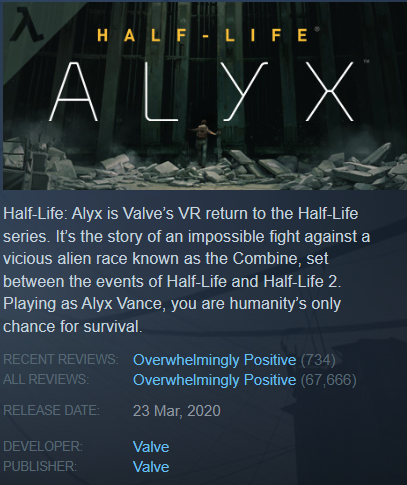 HALF-LIFE®
ALYX™
Half-Life: Alyx is Valve’s VR return to the Half-Life
series. It’s the story of an impossible fight against a
vicious alien race known as the Combine, set
between the events of Half-Life and Half-Life 2.
Playing as Alyx Vance, you are humanity’s only
chance for survival.
RECENT REVIEWS: Overwhelmingly Positive (734)
ALL REVIEWS: Overwhelmingly Positive (67,666)
RELEASE DATE: 23 Mar, 2020
DEVELOPER: Valve
PUBLISHER: Valve